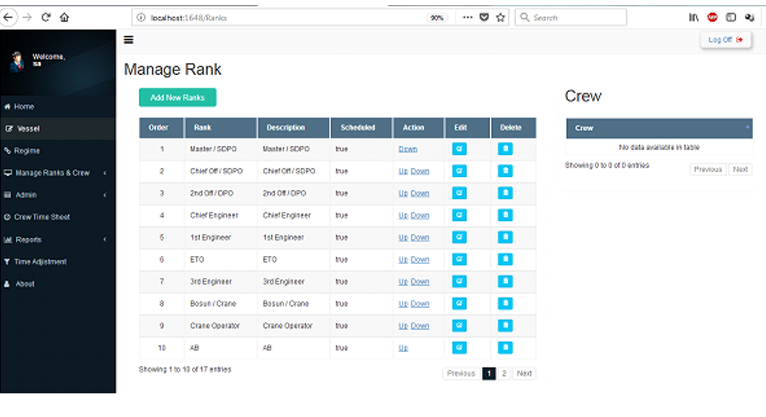 localhost:1648/Ranks
90%
Search
Welcome,
sa
Log Off
Home
Vessel
Regime
Manage Ranks & Crew
Admin
Crew Time Sheet
Reports
Time Adjistment
About
Manage Rank
Add New Ranks
Order Rank Description Scheduled Action Edit Delete
1 Master / SDPO Master / SDPO true Down
2 Chief Off / SDPO Chief Off / SDPO true Up Down
3 2nd Off / DPO 2nd Off / DPO true Up Down
4 Chief Engineer Chief Engineer true Up Down
5 1st Engineer 1st Engineer true Up Down
6 ETO ETO true Up Down
7 3rd Engineer 3rd Engineer true Up Down
8 Bosun / Crane Bosun / Crane true Up Down
9 Crane Operator Crane Operator true Up Down
10 AB AB true Up
Showing 1 to 10 of 17 entries
Previous 1 2 Next
Crew
Crew
No data available in table
Showing 0 to 0 of 0 entries
Previous Next